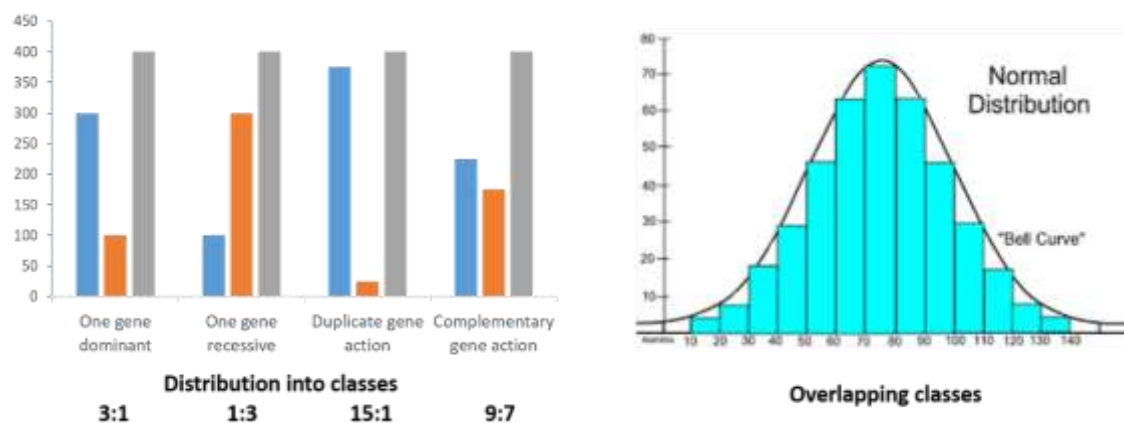 450
400
350
300
250
200
150
100
50
0
One gene dominant
One gene recessive
Duplicate gene action
Complementary gene action
Distribution into classes
3:1 1:3 15:1 9:7
80
70
60
50
40
30
20
10
Normal
Distribution
"Bell Curve"
10 20 30 40 50 60 70 80 90 100 110 120 130 140
Overlapping classes